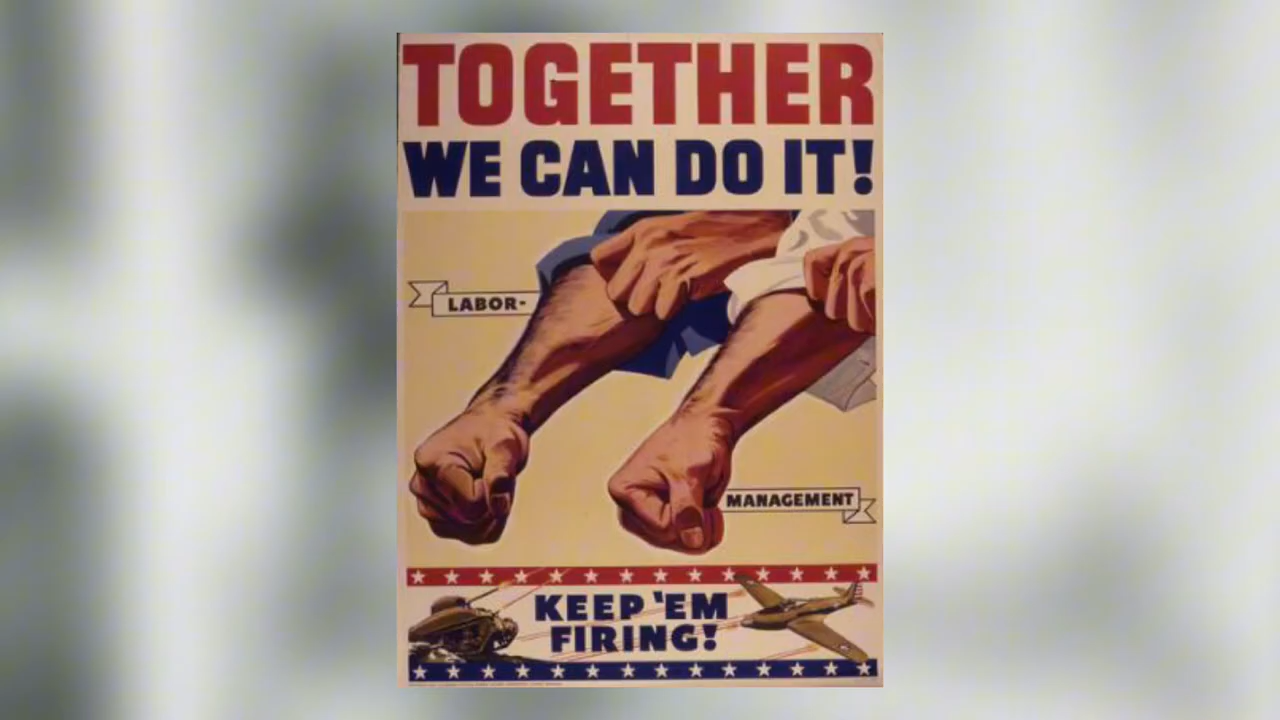 TOGETHER
WE CAN DO IT!
LABOR-
MANAGEMENT
KEEP 'EM
FIRING!